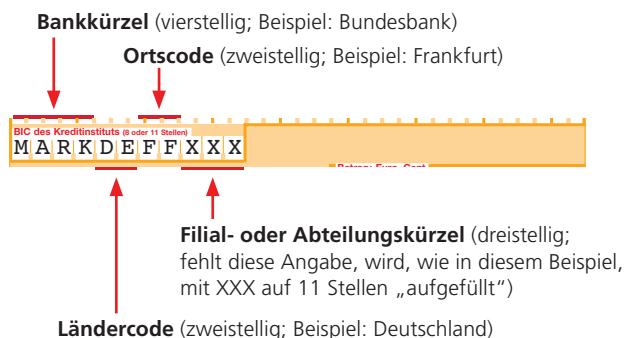 Bankkürzel (vierstellig; Beispiel: Bundesbank)
Ortscode (zweistellig; Beispiel: Frankfurt)
BIC des Kreditinstituts (8 oder 11 Stellen)
MARKDEFFXXX
Betrag: Euro, Cent
Filial- oder Abteilungskürzel (dreistellig;
fehlt diese Angabe, wird, wie in diesem Beispiel,
mit XXX auf 11 Stellen „aufgefüllt“)
Ländercode (zweistellig; Beispiel: Deutschland)